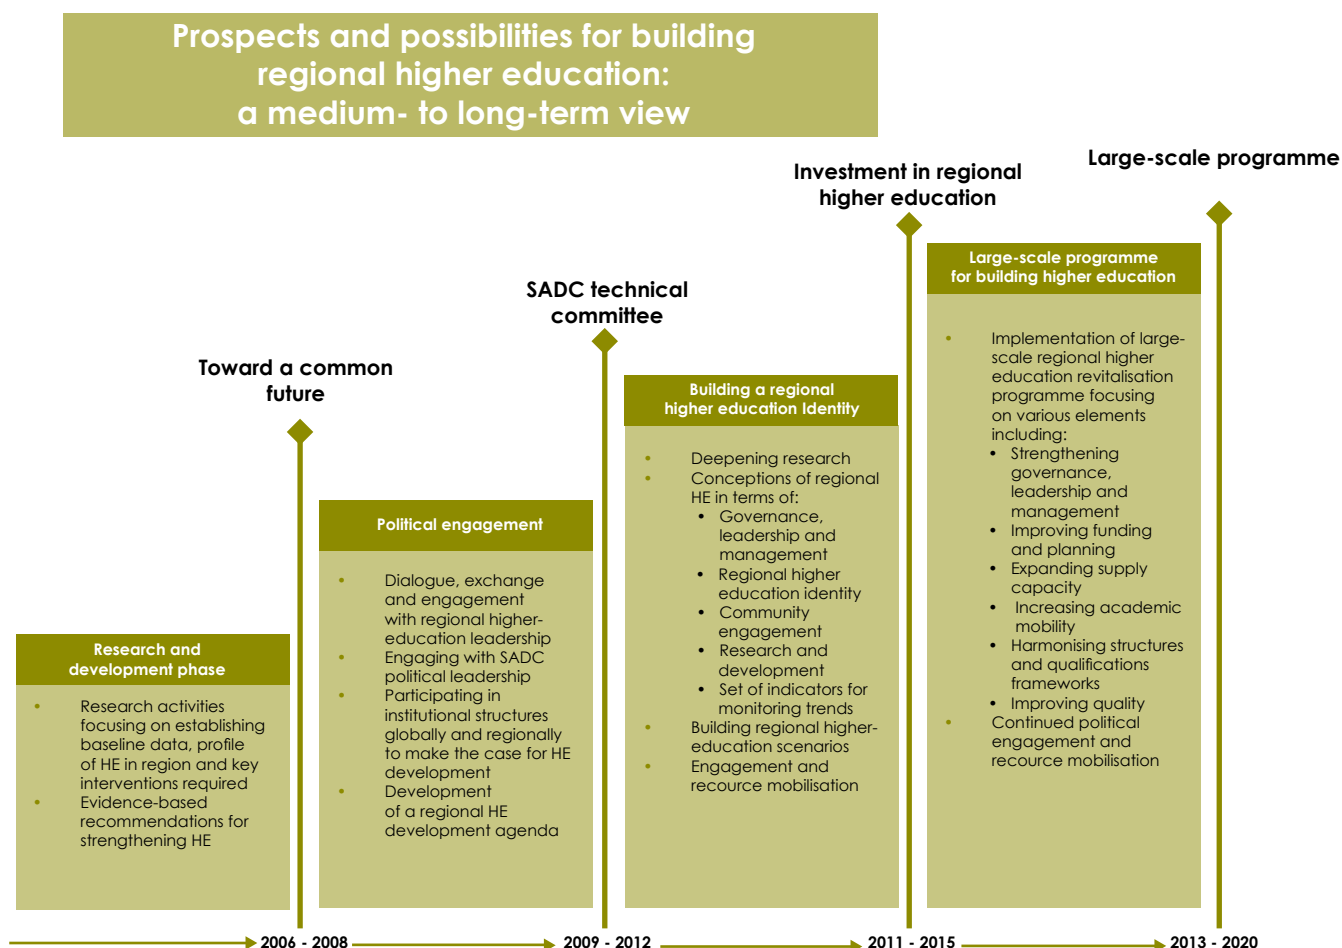 Prospects and possibilities for building
regional higher education:
a medium- to long-term view
Toward a common
future
SADC technical
committee
Investment in regional
higher education
Large-scale programme
Research and
development phase
• Research activities
focusing on establishing
baseline data, profile
of HE in region and key
interventions required
• Evidence-based
recommendations for
strengthening HE
Political engagement
• Dialogue, exchange
and engagement
with regional higher-
education leadership
• Engaging with SADC
political leadership
• Participating in
institutional structures
globally and regionally
to make the case for HE
development
• Development
of a regional HE
development agenda
Building a regional
higher education Identity
• Deepening research
• Conceptions of regional
HE in terms of:
• Governance,
leadership and
management
• Regional higher
education identity
• Community
engagement
• Research and
development
• Set of indicators for
monitoring trends
• Building regional higher-
education scenarios
• Engagement and
recource mobilisation
Large-scale programme
for building higher education
• Implementation of large-
scale regional higher
education revitalisation
programme focusing
on various elements
including:
• Strengthening
governance,
leadership and
management
• Improving funding
and planning
• Expanding supply
capacity
• Increasing academic
mobility
• Harmonising structures
and qualifications
frameworks
• Improving quality
• Continued political
engagement and
recource mobilisation
2006 - 2008
2009 - 2012
2011 - 2015
2013 - 2020